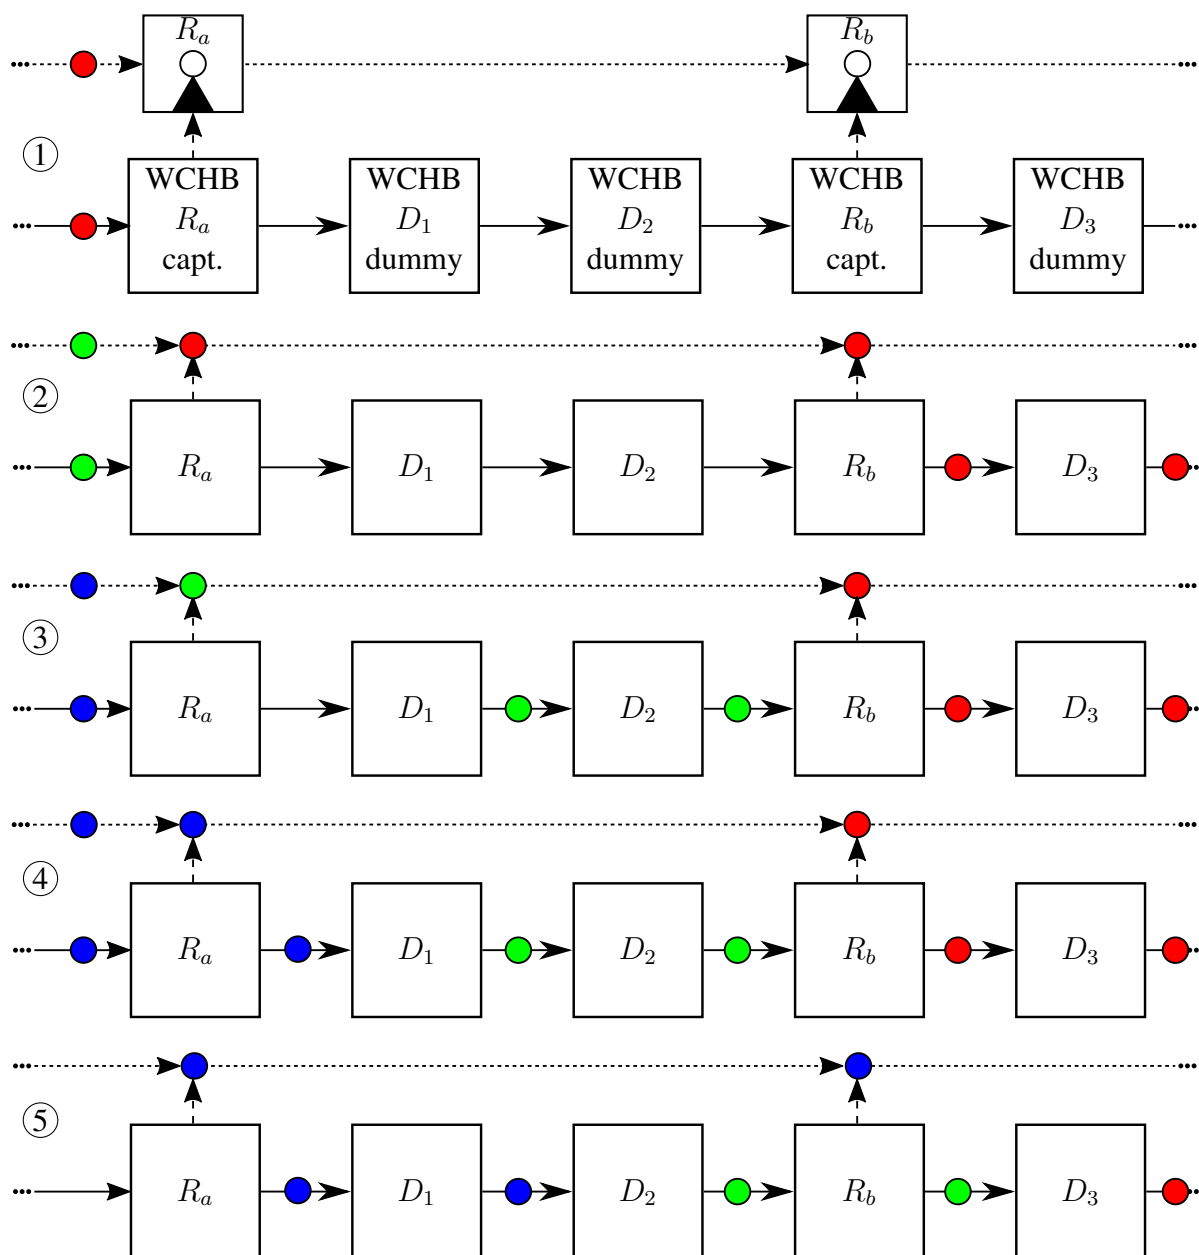 ... R_a R_b ...
①
... WCHB WCHB WCHB WCHB WCHB ...
R_a D_1 D_2 R_b D_3
capt. dummy dummy capt. dummy
... ...
②
... R_a D_1 D_2 R_b D_3 ..
... ...
③
... R_a D_1 D_2 R_b D_3 ..
... ...
④
... R_a D_1 D_2 R_b D_3 ..
... ...
⑤
... R_a D_1 D_2 R_b D_3 ..